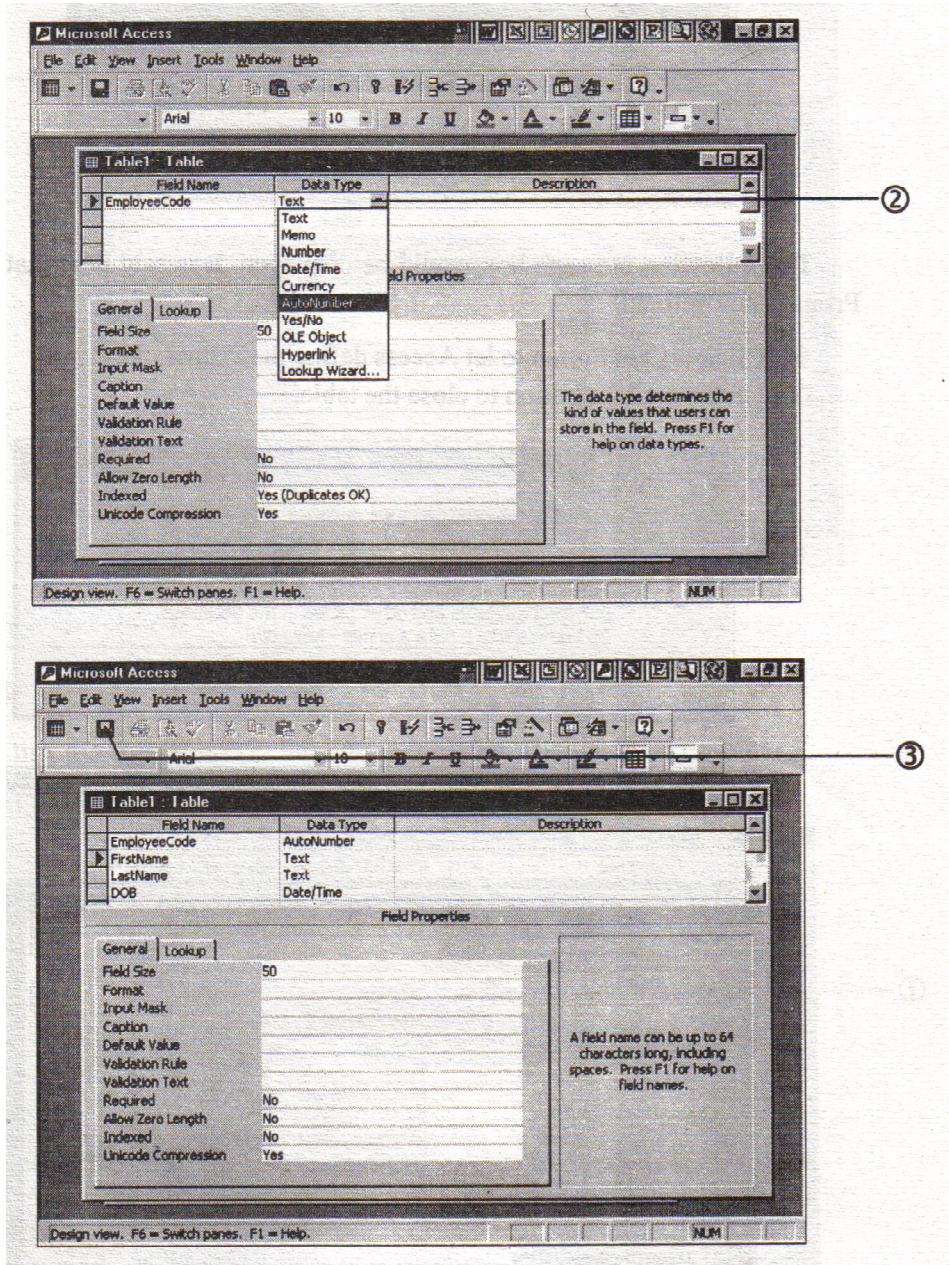 Microsoft Access
File Edit View Insert Tools Window Help
Arial 10 B I U
Table1 : Table
Field Name Data Type Description
EmployeeCode Text
Text
Memo
Number
Date/Time
Currency
AutoNumber
Yes/No
OLE Object
Hyperlink
Lookup Wizard...
ld Properties
General Lookup
Field Size 50
Format
Input Mask
Caption
Default Value
Validation Rule
Validation Text
Required No
Allow Zero Length No
Indexed Yes (Duplicates OK)
Unicode Compression Yes
The data type determines the
kind of values that users can
store in the field. Press F1 for
help on data types.
Design view. F6 = Switch panes. F1 = Help. NUM
②
Microsoft Access
File Edit View Insert Tools Window Help
Arial 10 B I U
③
Table1 : Table
Field Name Data Type Description
EmployeeCode AutoNumber
FirstName Text
LastName Text
DOB Date/Time
Field Properties
General Lookup
Field Size 50
Format
Input Mask
Caption
Default Value
Validation Rule
Validation Text
Required No
Allow Zero Length No
Indexed No
Unicode Compression Yes
A field name can be up to 64
characters long, including
spaces. Press F1 for help on
field names.
Design view. F6 = Switch panes. F1 = Help. NUM